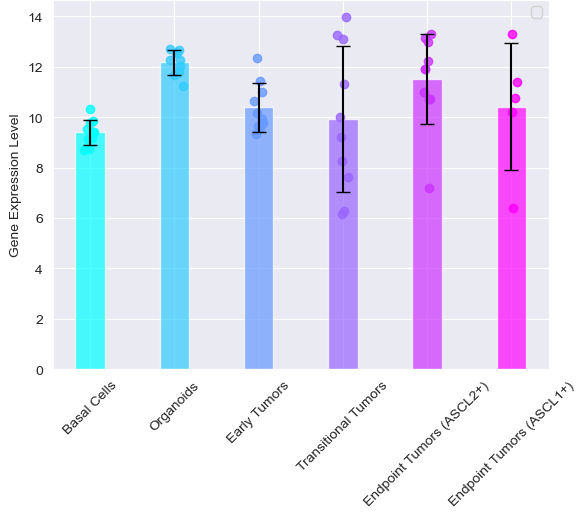 Gene Expression Level
14
12
10
8
6
4
2
0
Basal Cells
Organoids
Early Tumors
Transitional Tumors
Endpoint Tumors (ASCL2+)
Endpoint Tumors (ASCL1+)